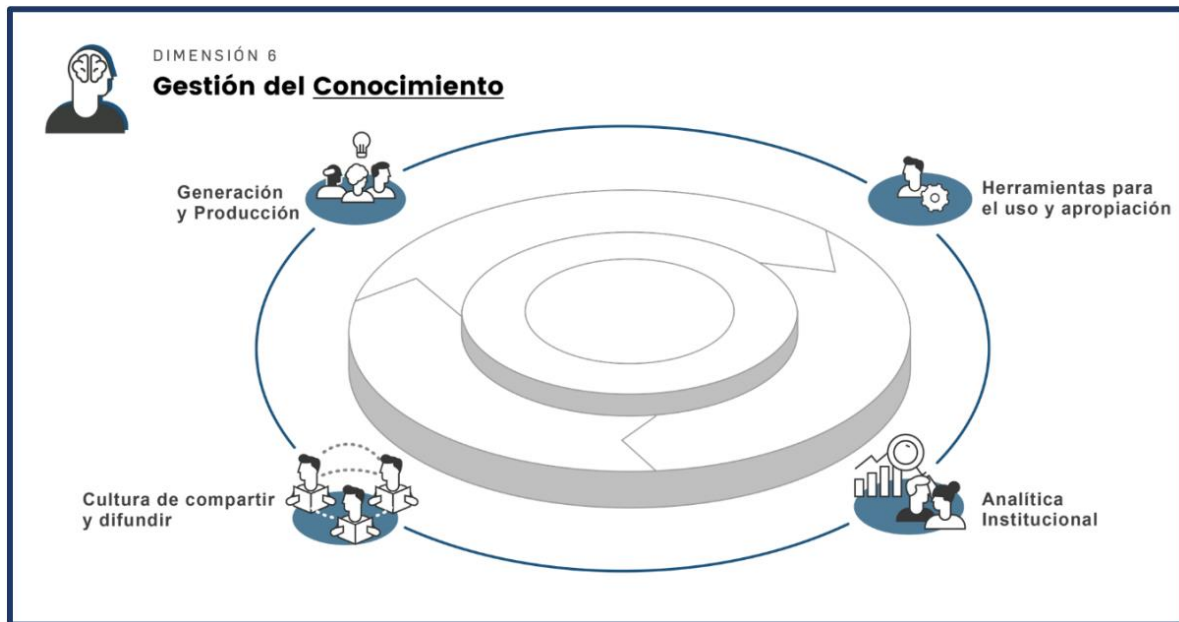 DIMENSIÓN 6
Gestión del Conocimiento
Generación
y Producción
Herramientas para
el uso y apropiación
Cultura de compartir
y difundir
Analítica
Institucional